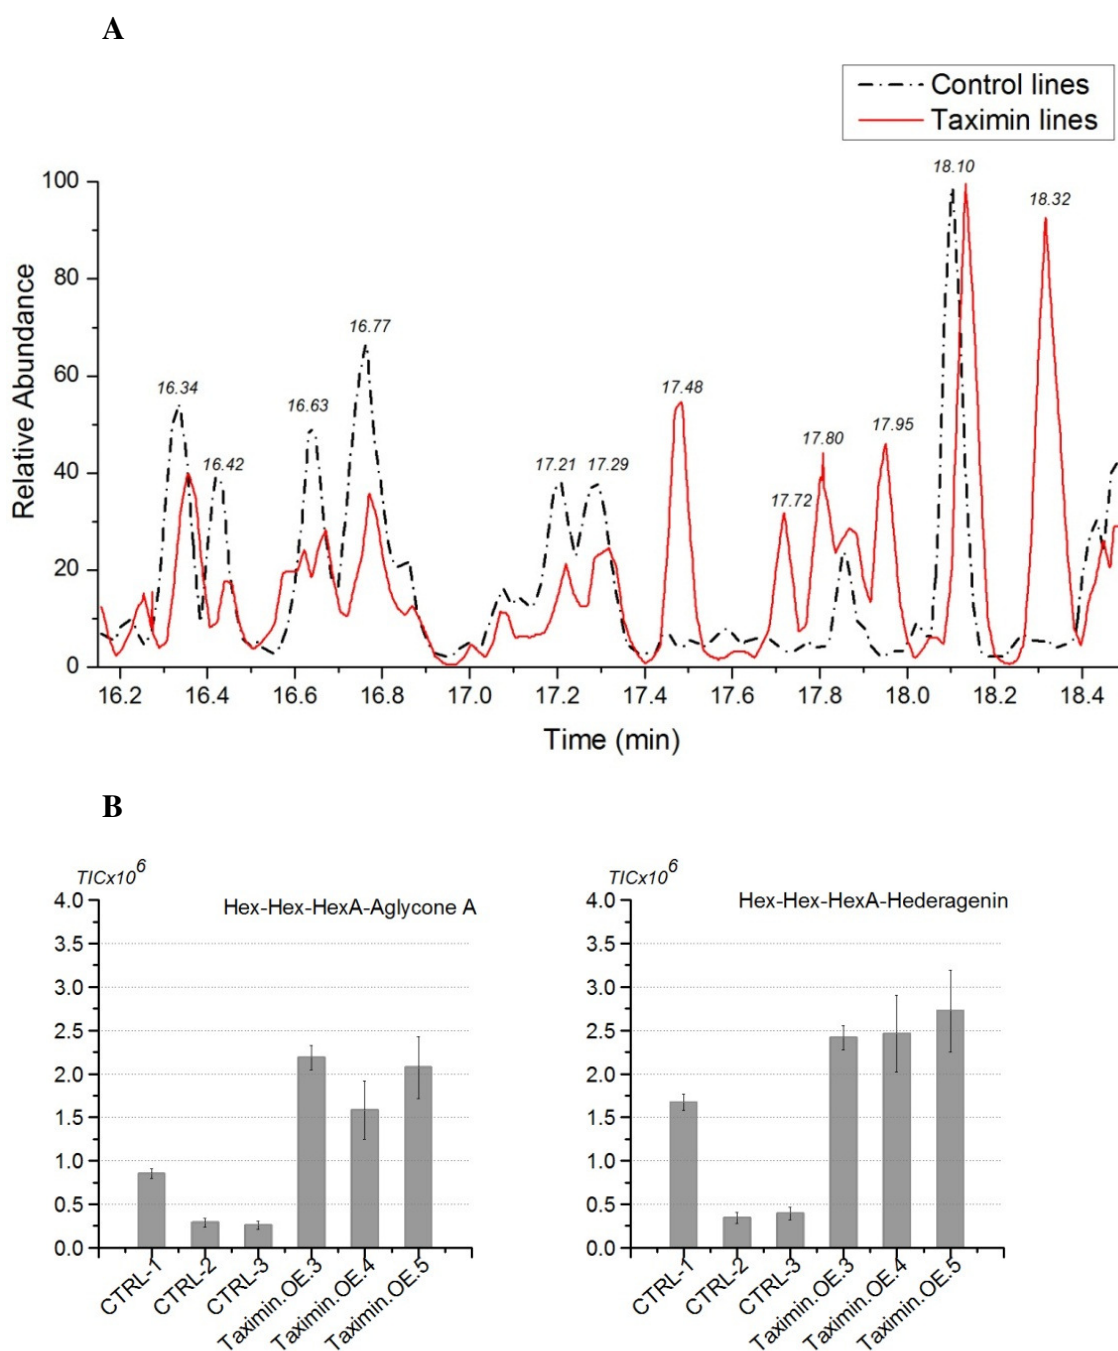 A
Control lines
Taximin lines
Relative Abundance
100
80
60
40
20
0
16.34
16.42
16.63
16.77
17.21
17.29
17.48
17.72
17.80
17.95
18.10
18.32
16.2 16.4 16.6 16.8 17.0 17.2 17.4 17.6 17.8 18.0 18.2 18.4
Time (min)
B
TICx10^6
Hex-Hex-HexA-Aglycone A
4.0
3.5
3.0
2.5
2.0
1.5
1.0
0.5
0.0
CTRL-1
CTRL-2
CTRL-3
Taximin.OE.3
Taximin.OE.4
Taximin.OE.5
TICx10^6
Hex-Hex-HexA-Hederagenin
4.0
3.5
3.0
2.5
2.0
1.5
1.0
0.5
0.0
CTRL-1
CTRL-2
CTRL-3
Taximin.OE.3
Taximin.OE.4
Taximin.OE.5